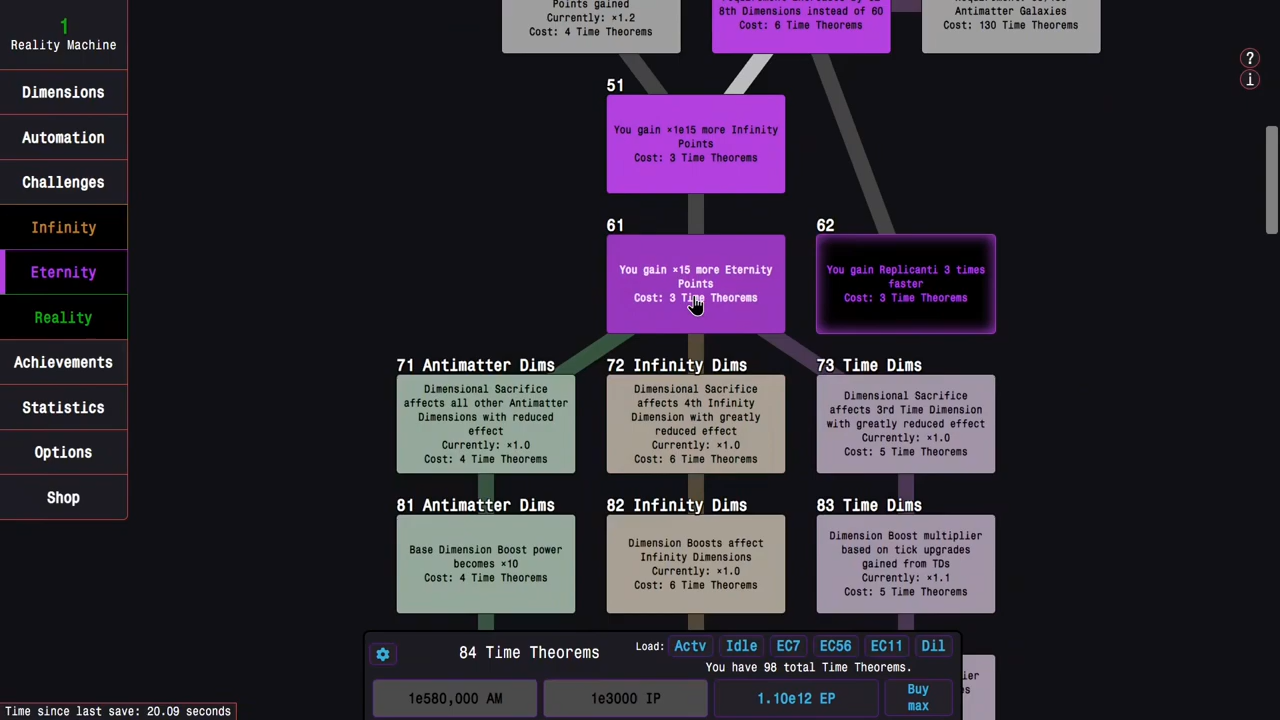 1
Reality Machine
Dimensions
Automation
Challenges
Infinity
Eternity
Reality
Achievements
Statistics
Options
Shop
Points gained
Currently: ×1.2
Cost: 4 Time Theorems
8th Dimensions instead of 60
Cost: 6 Time Theorems
Antimatter Galaxies
Cost: 130 Time Theorems
?
i
51
You gain ×1e15 more Infinity
Points
Cost: 3 Time Theorems
61
You gain ×15 more Eternity
Points
Cost: 3 Time Theorems
62
You gain Replicanti 3 times
faster
Cost: 3 Time Theorems
71 Antimatter Dims
Dimensional Sacrifice
affects all other Antimatter
Dimensions with reduced
effect
Currently: ×1.0
Cost: 4 Time Theorems
72 Infinity Dims
Dimensional Sacrifice
affects 4th Infinity
Dimension with greatly
reduced effect
Currently: ×1.0
Cost: 6 Time Theorems
73 Time Dims
Dimensional Sacrifice
affects 3rd Time Dimension
with greatly reduced effect
Currently: ×1.0
Cost: 5 Time Theorems
81 Antimatter Dims
Base Dimension Boost power
becomes ×10
Cost: 4 Time Theorems
82 Infinity Dims
Dimension Boosts affect
Infinity Dimensions
Currently: ×1.0
Cost: 6 Time Theorems
83 Time Dims
Dimension Boost multiplier
based on tick upgrades
gained from TDs
Currently: ×1.1
Cost: 5 Time Theorems
84 Time Theorems
Load: Actv Idle EC7 EC56 EC11 Dil
You have 98 total Time Theorems.
1e580,000 AM
1e3000 IP
1.10e12 EP
Buy
max
Time since last save: 20.09 seconds